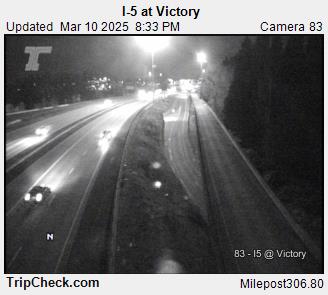 I-5 at Victory
Updated Mar 10 2025 8:33 PM Camera 83
N
83 - I5 @ Victory
TripCheck.com Milepost306.80